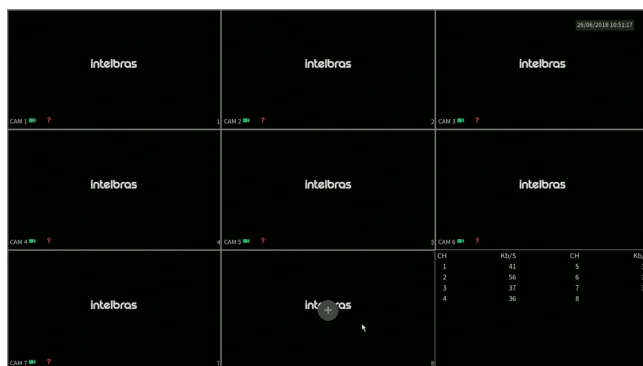 26/06/2018 10:51:17
intelbras
intelbras
intelbras
CAM 1 ? 1
CAM 2 ? 2
CAM 3 ?
intelbras
intelbras
intelbras
CAM 4 ? 4
CAM 5 ? 5
CAM 6 ?
intelbras
intelbras
CAM 7 ? 7
8
CH Kb/S CH Kb/
1 41 5
2 56 6
3 37 7
4 36 8